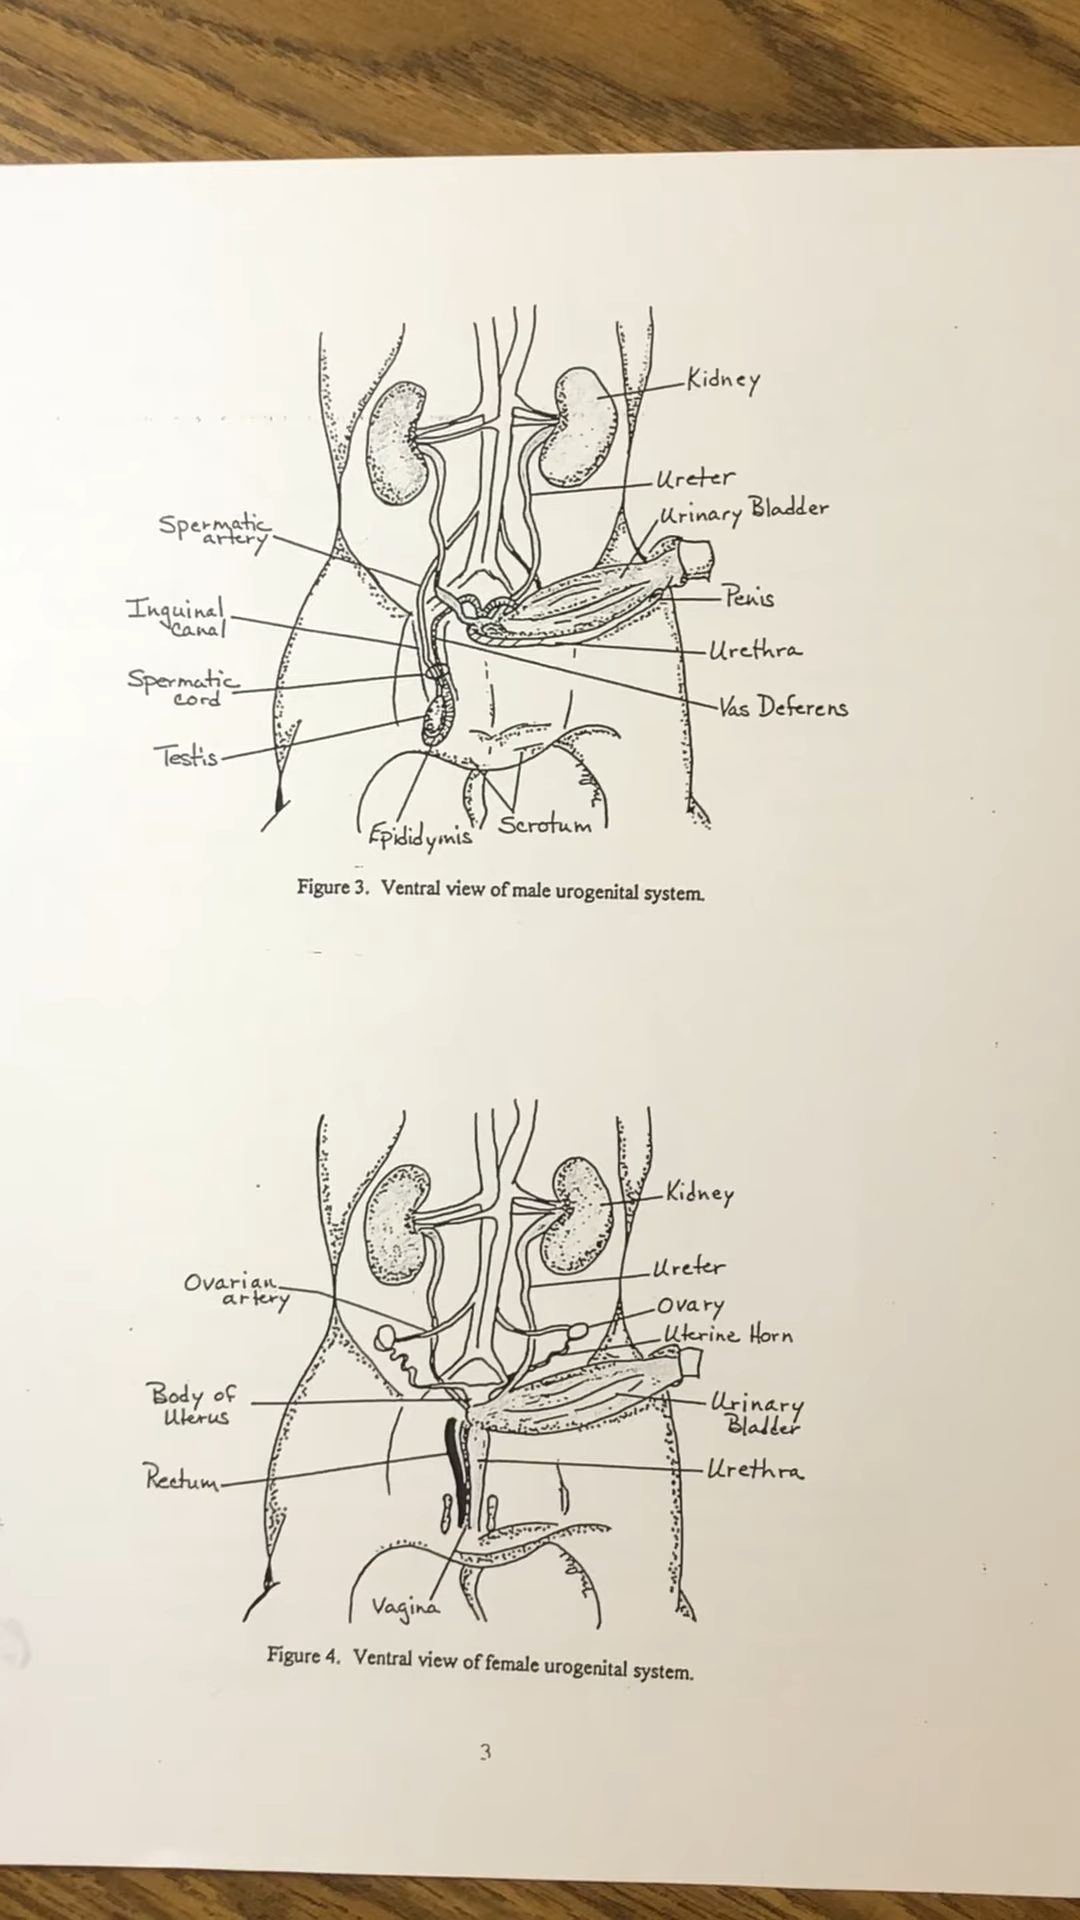 Kidney
Ureter
Urinary Bladder
Spermatic
artery
Penis
Inguinal
canal
Urethra
Spermatic
cord
Vas Deferens
Testis
Epididymis
Scrotum
Figure 3. Ventral view of male urogenital system.
Kidney
Ureter
Ovarian
artery
Ovary
Uterine Horn
Body of
Uterus
Urinary
Bladder
Rectum
Urethra
Vagina
Figure 4. Ventral view of female urogenital system.
3